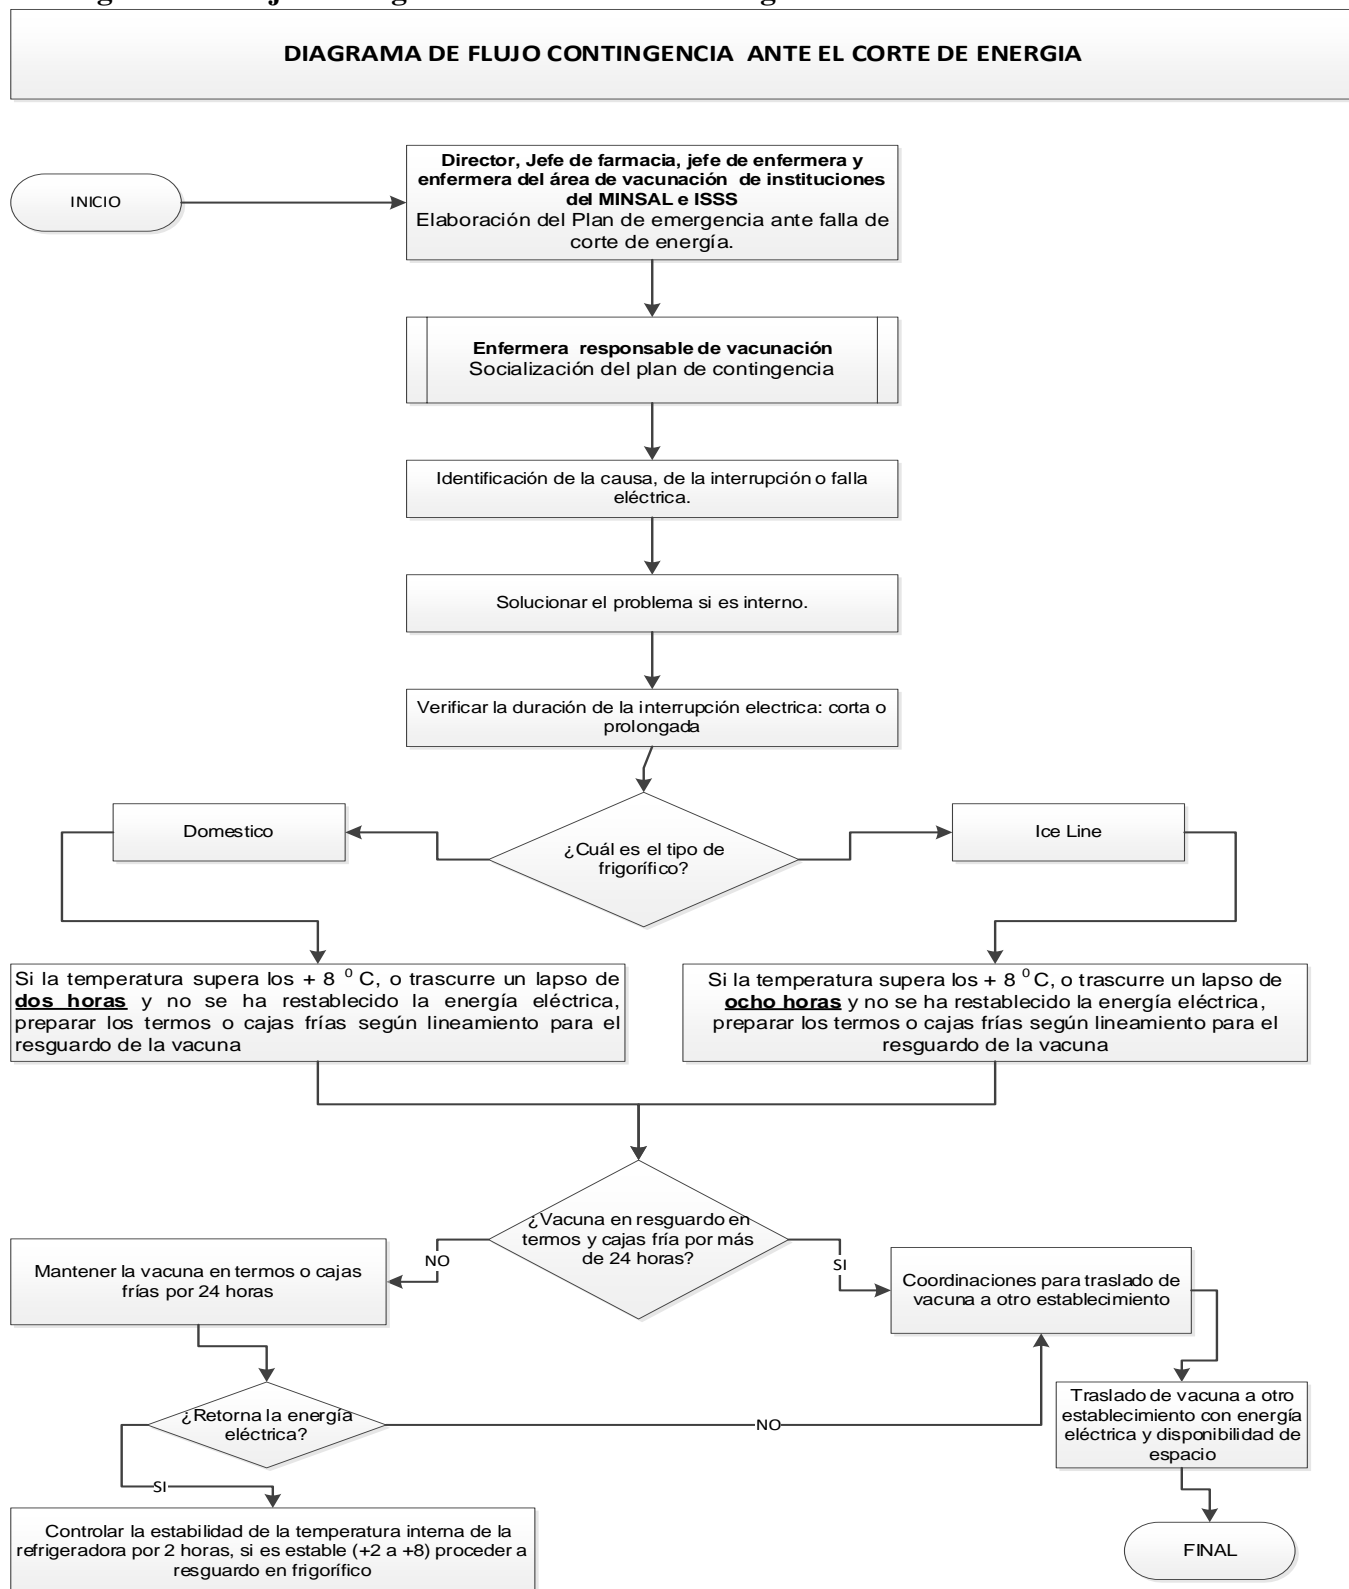 DIAGRAMA DE FLUJO CONTINGENCIA ANTE EL CORTE DE ENERGIA
INICIO
Director, Jefe de farmacia, jefe de enfermera y
enfermera del área de vacunación de instituciones
del MINSAL e ISSS
Elaboración del Plan de emergencia ante falla de
corte de energía.
Enfermera responsable de vacunación
Socialización del plan de contingencia
Identificación de la causa, de la interrupción o falla
eléctrica.
Solucionar el problema si es interno.
Verificar la duración de la interrupción electrica: corta o
prolongada
Domestico
¿Cuál es el tipo de
frigorífico?
Ice Line
Si la temperatura supera los + 8 ⁰ C, o trascurre un lapso de
dos horas y no se ha restablecido la energía eléctrica,
preparar los termos o cajas frías según lineamiento para el
resguardo de la vacuna
Si la temperatura supera los + 8 ⁰ C, o trascurre un lapso de
ocho horas y no se ha restablecido la energía eléctrica,
preparar los termos o cajas frías según lineamiento para el
resguardo de la vacuna
¿Vacuna en resguardo en
termos y cajas fría por más
de 24 horas?
NO
SI
Mantener la vacuna en termos o cajas
frías por 24 horas
Coordinaciones para traslado de
vacuna a otro establecimiento
¿Retorna la energía
eléctrica?
NO
SI
Traslado de vacuna a otro
establecimiento con energía
eléctrica y disponibilidad de
espacio
Controlar la estabilidad de la temperatura interna de la
refrigeradora por 2 horas, si es estable (+2 a +8) proceder a
resguardo en frigorífico
FINAL